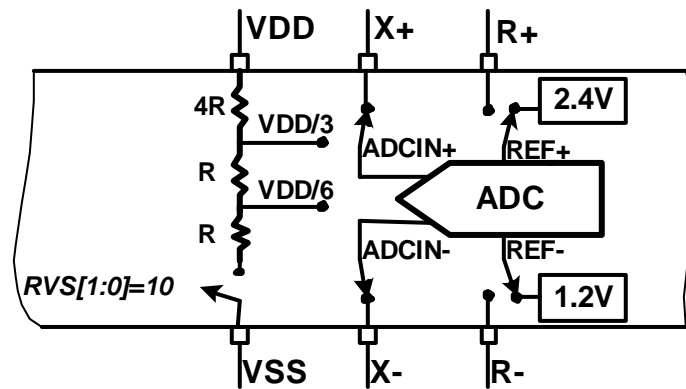 VDD X+ R+
4R VDD/3 2.4V
ADCIN+ REF+
R VDD/6 ADC
R ADCIN- REF-
RVS[1:0]=10 1.2V
VSS X- R-